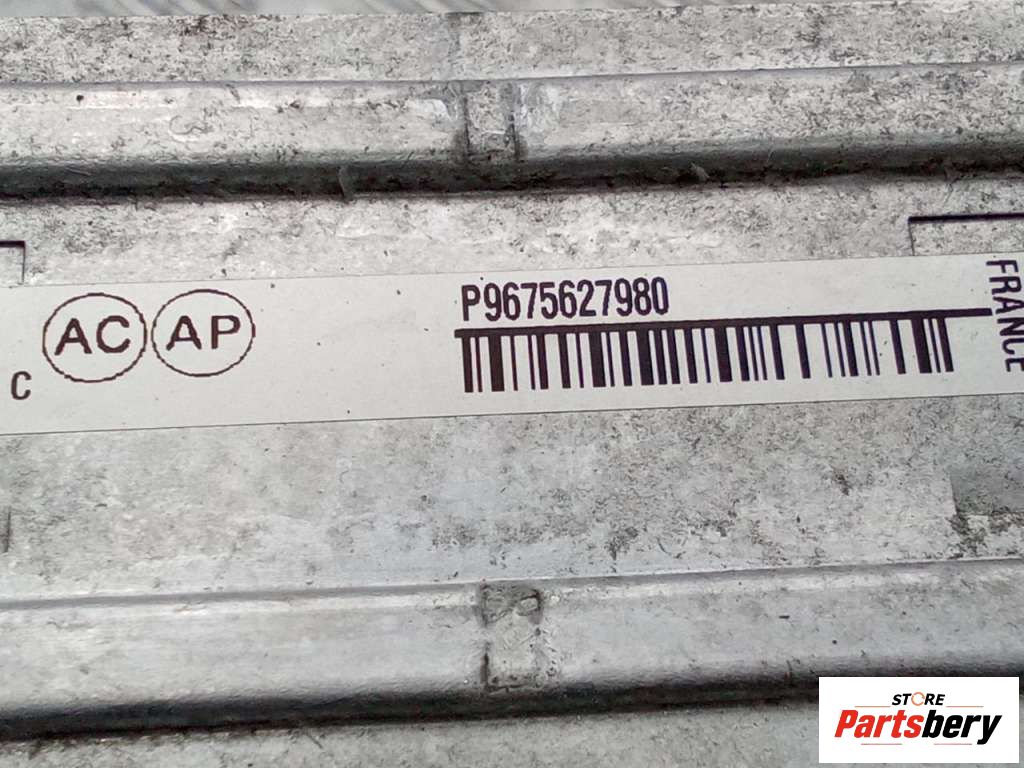 AC AP
P9675627980
C
FRANCE
STORE
Partsbery